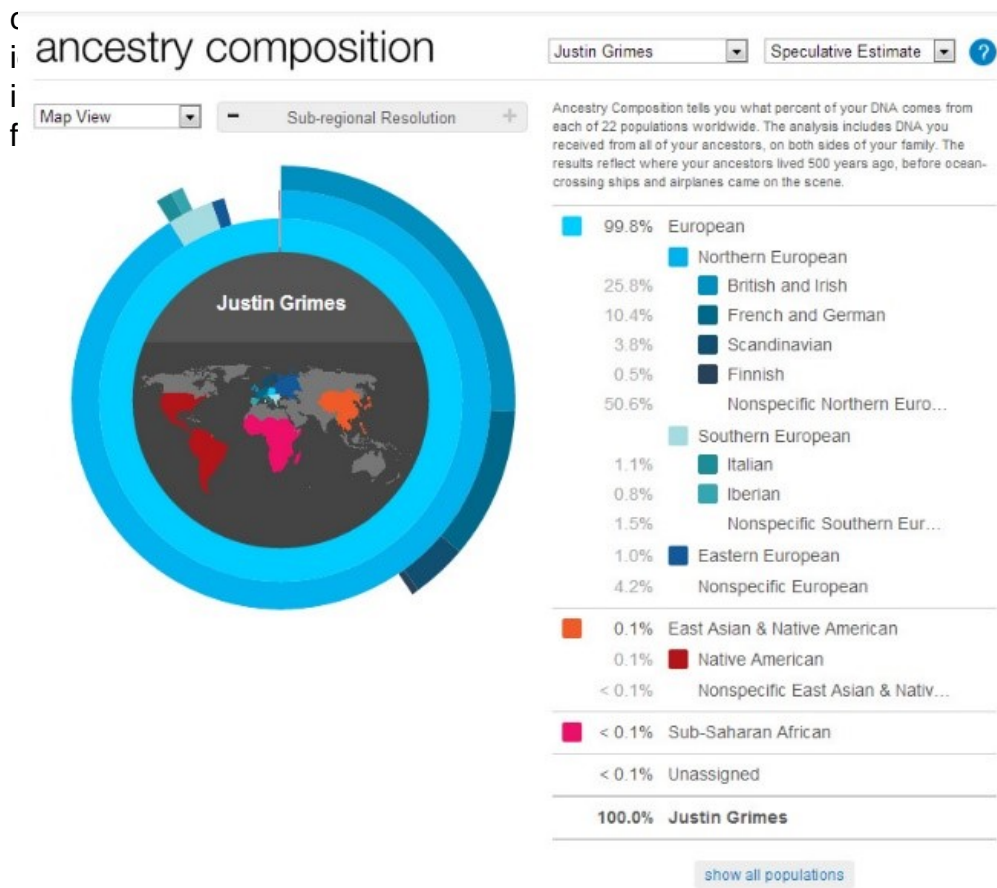 ancestry composition
Justin Grimes
Speculative Estimate
?
Map View
Sub-regional Resolution
Ancestry Composition tells you what percent of your DNA comes from
each of 22 populations worldwide. The analysis includes DNA you
received from all of your ancestors, on both sides of your family. The
results reflect where your ancestors lived 500 years ago, before ocean-
crossing ships and airplanes came on the scene.
Justin Grimes
99.8% European
Northern European
25.8% British and Irish
10.4% French and German
3.8% Scandinavian
0.5% Finnish
50.6% Nonspecific Northern Euro...
Southern European
1.1% Italian
0.8% Iberian
1.5% Nonspecific Southern Eur...
1.0% Eastern European
4.2% Nonspecific European
0.1% East Asian & Native American
0.1% Native American
< 0.1% Nonspecific East Asian & Nativ...
< 0.1% Sub-Saharan African
< 0.1% Unassigned
100.0% Justin Grimes
show all populations